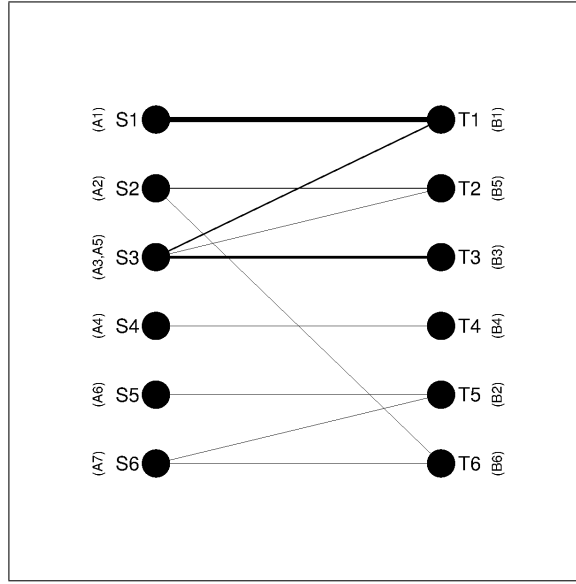 (A1) S1 T1 (B1)
(A2) S2 T2 (B5)
(A3,A5) S3 T3 (B3)
(A4) S4 T4 (B4)
(A6) S5 T5 (B2)
(A7) S6 T6 (B6)